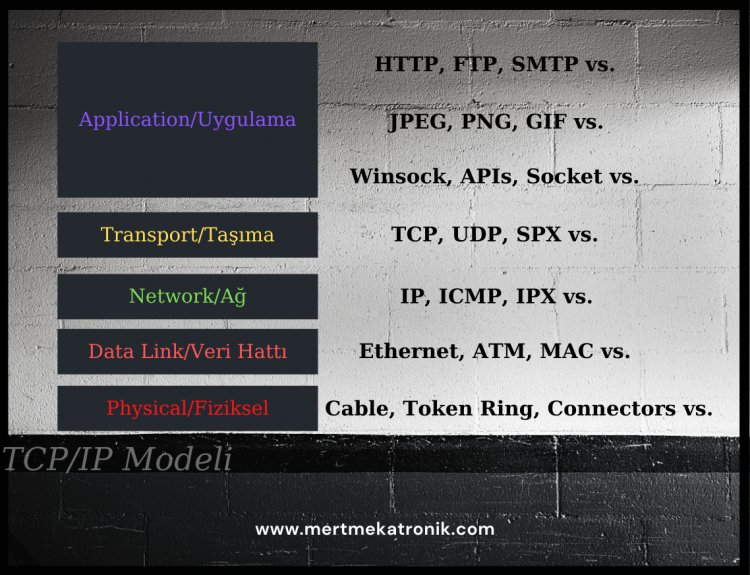 HTTP, FTP, SMTP vs.
Application/Uygulama
JPEG, PNG, GIF vs.
Winsock, APIs, Socket vs.
Transport/Taşıma
TCP, UDP, SPX vs.
Network/Ağ
IP, ICMP, IPX vs.
Data Link/Veri Hattı
Ethernet, ATM, MAC vs.
Physical/Fiziksel
Cable, Token Ring, Connectors vs.
TCP/IP Modeli
www.mertmekatronik.com